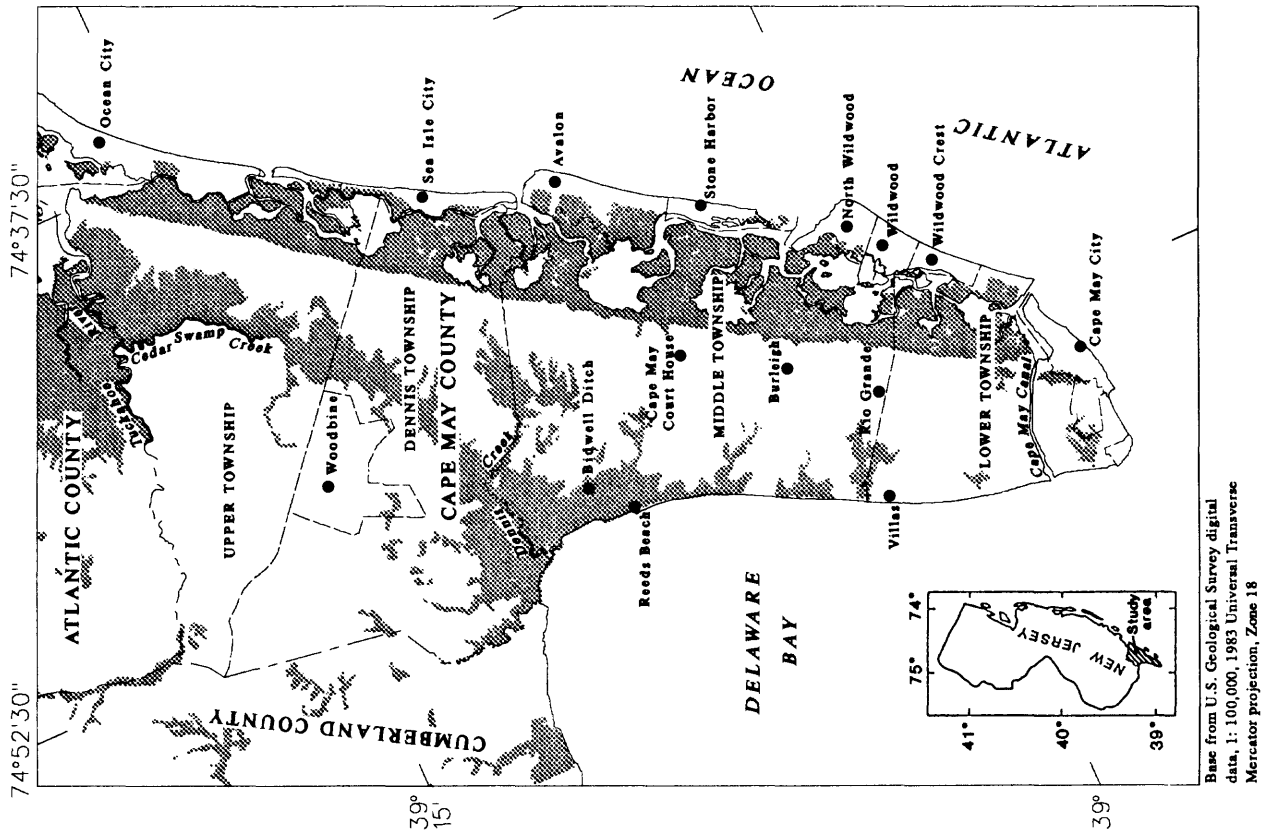 74°52'30"
74°37'30"
39°
15'
39°
ATLANTIC COUNTY
Tuckahoe
River
Cedar Swamp
Creek
UPPER TOWNSHIP
Woodbine
DENNIS TOWNSHIP
CAPE MAY COUNTY
CUMBERLAND COUNTY
Dennis
Creek
Bidwell Ditch
Reeds Beach
Cape May
Court House
MIDDLE TOWNSHIP
Burleigh
Rio Grande
Villas
LOWER TOWNSHIP
Cape May Canal
Ocean City
Sea Isle City
Avalon
Stone Harbor
North Wildwood
Wildwood
Wildwood Crest
Cape May City
ATLANTIC
OCEAN
DELAWARE
BAY
75°
74°
41°
40°
39°
NEW JERSEY
Study
area
Base from U.S. Geological Survey digital
data, 1: 100,000, 1983 Universal Transverse
Mercator projection, Zone 18